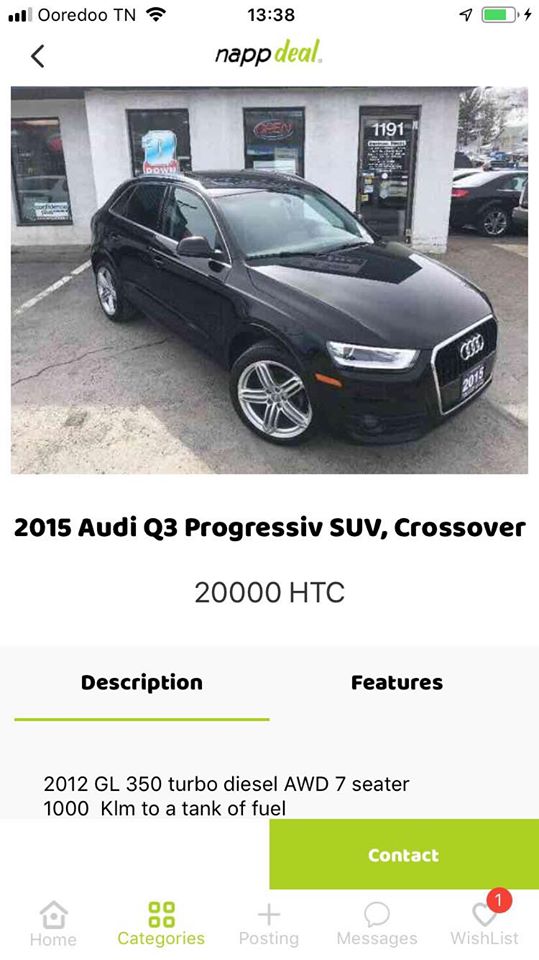 Ooredoo TN 13:38
nappdeal
OPEN
1191
DOWN
confidence
2015
2015 Audi Q3 Progressiv SUV, Crossover
20000 HTC
Description Features
2012 GL 350 turbo diesel AWD 7 seater
1000 Klm to a tank of fuel
Contact
1
Home Categories Posting Messages WishList